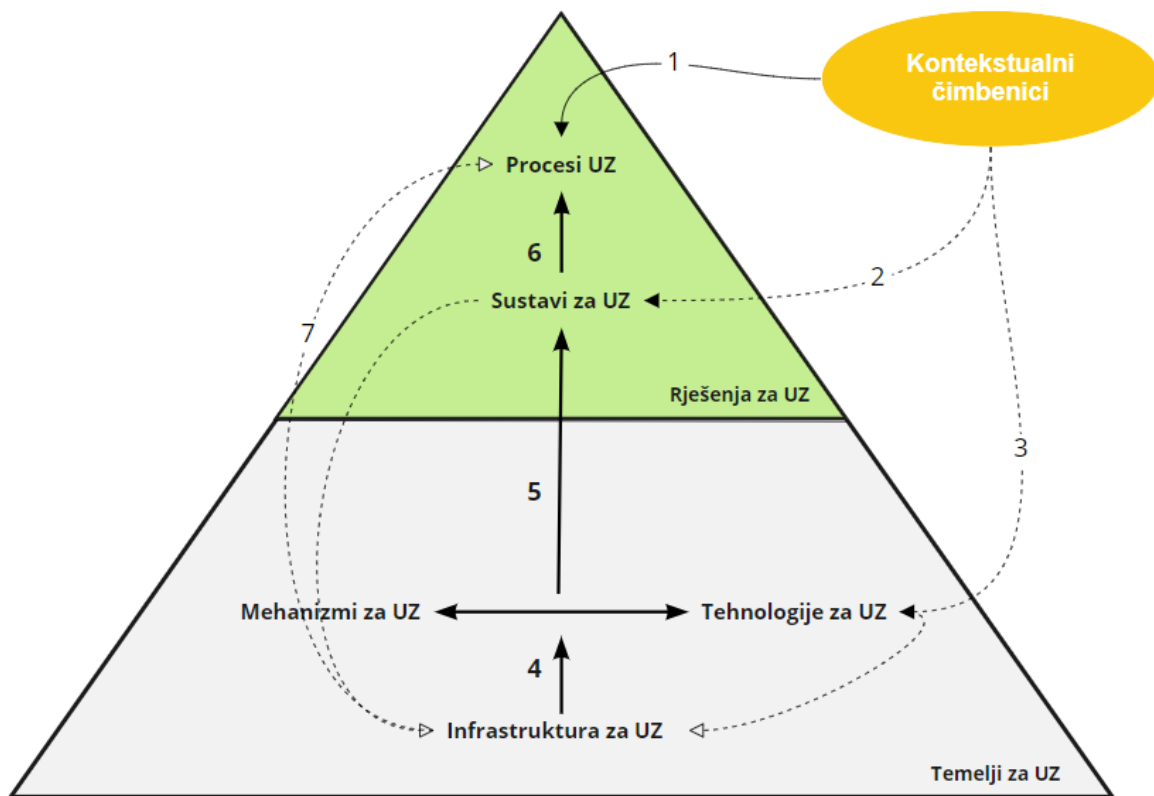 Kontekstualni
čimbenici
1
Procesi UZ
6
2
Sustavi za UZ
7
Rješenja za UZ
3
5
Mehanizmi za UZ
Tehnologije za UZ
4
Infrastruktura za UZ
Temelji za UZ